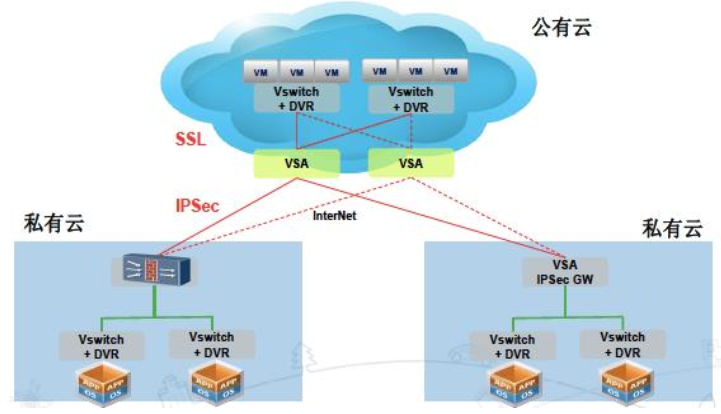 公有云
VM VM VM VM VM VM
Vswitch Vswitch
+ DVR + DVR
SSL
VSA VSA
IPSec
InterNet
私有云 私有云
VSA
IPSec GW
Vswitch Vswitch Vswitch Vswitch
+ DVR + DVR + DVR + DVR
APP APP APP APP APP APP APP APP
OS OS OS OS OS OS OS OS